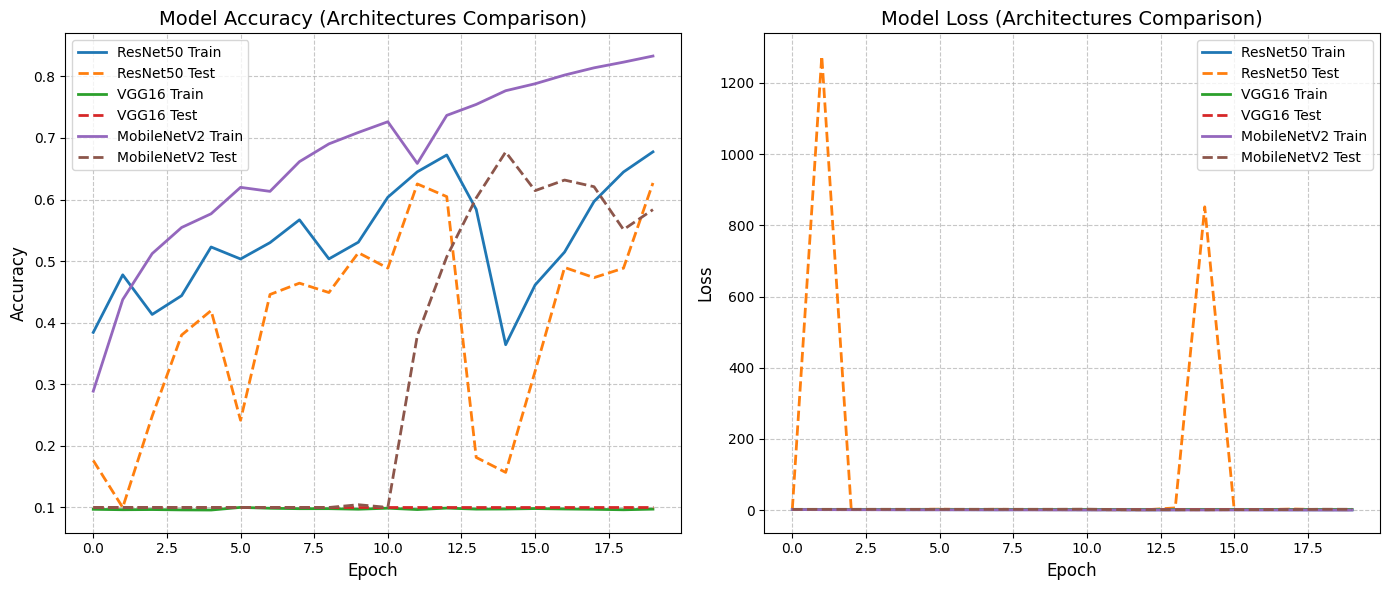 Model Accuracy (Architectures Comparison)
ResNet50 Train
ResNet50 Test
VGG16 Train
VGG16 Test
MobileNetV2 Train
MobileNetV2 Test
Accuracy
0.8
0.7
0.6
0.5
0.4
0.3
0.2
0.1
0.0 2.5 5.0 7.5 10.0 12.5 15.0 17.5
Epoch
Model Loss (Architectures Comparison)
ResNet50 Train
ResNet50 Test
VGG16 Train
VGG16 Test
MobileNetV2 Train
MobileNetV2 Test
Loss
1200
1000
800
600
400
200
0
0.0 2.5 5.0 7.5 10.0 12.5 15.0 17.5
Epoch